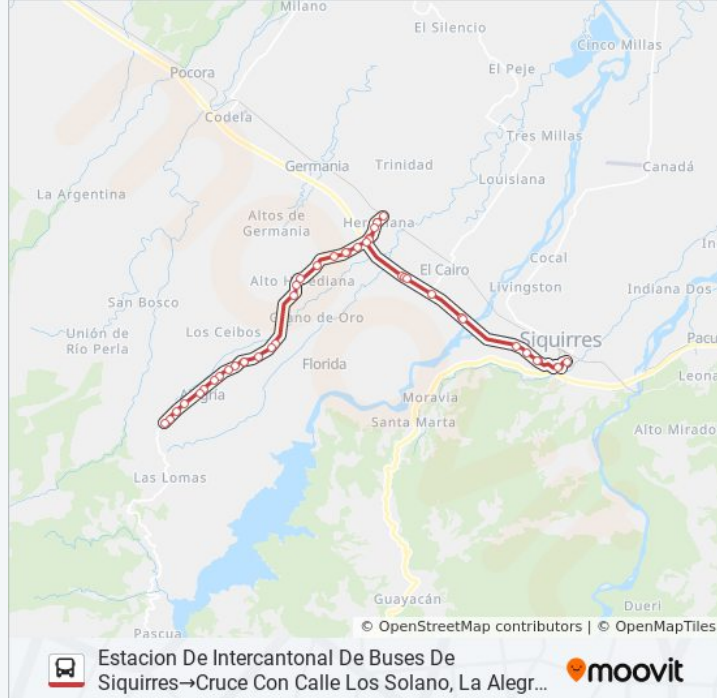 Milano
El Silencio
Cinco Millas
Pocora
El Peje
Codela
Tres Millas
Germania
Trinidad
Canadá
Louisiana
La Argentina
Altos de
Germania
El Cairo
Cocal
Alto
Livingston
Indiana Dos
San Bosco
Unión de
Río Perla
Los Ceibos
de Oro
Siquirres
Pacu
Florida
Leona
Moravia
Santa Marta
Alto Mirado
Las Lomas
Guayacán
Dueri
Pascua
© OpenStreetMap contributors | © OpenMapTiles
Estacion De Intercantonal De Buses De
Siquirres→Cruce Con Calle Los Solano, La Alegr...
moovit